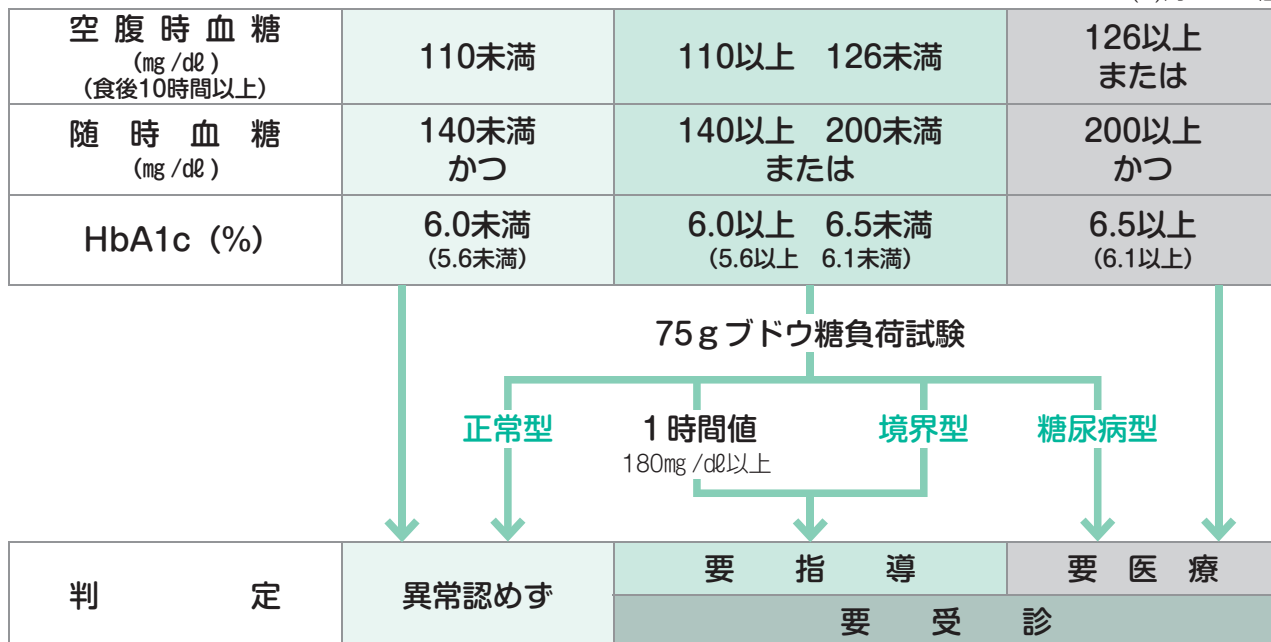 空腹時血糖
(mg/dℓ)
(食後10時間以上)
110未満
110以上 126未満
126以上
または
随時血糖
(mg/dℓ)
140未満
かつ
140以上 200未満
または
200以上
かつ
HbA1c (%)
6.0未満
(5.6未満)
6.0以上 6.5未満
(5.6以上 6.1未満)
6.5以上
(6.1以上)
75gブドウ糖負荷試験
正常型
1時間値
180mg/dℓ以上
境界型
糖尿病型
判定
異常認めず
要指導
要医療
要受診